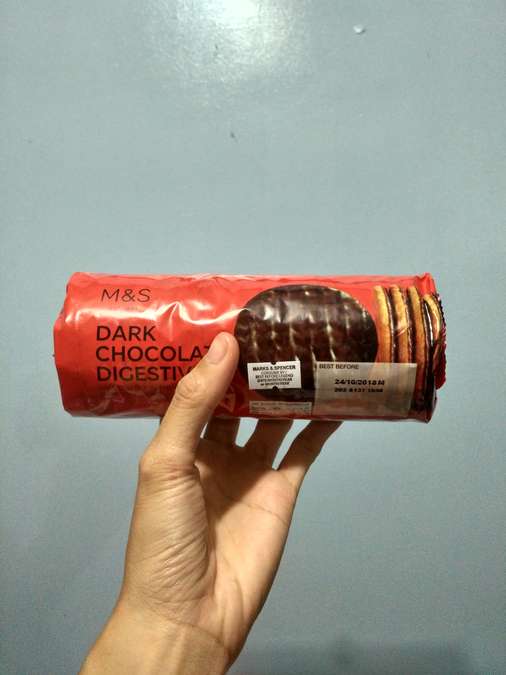 M&S
DARK
CHOCOLAT
DIGESTIV
MARKS & SPENCER
BEST BEFORE
24/10/2018 M